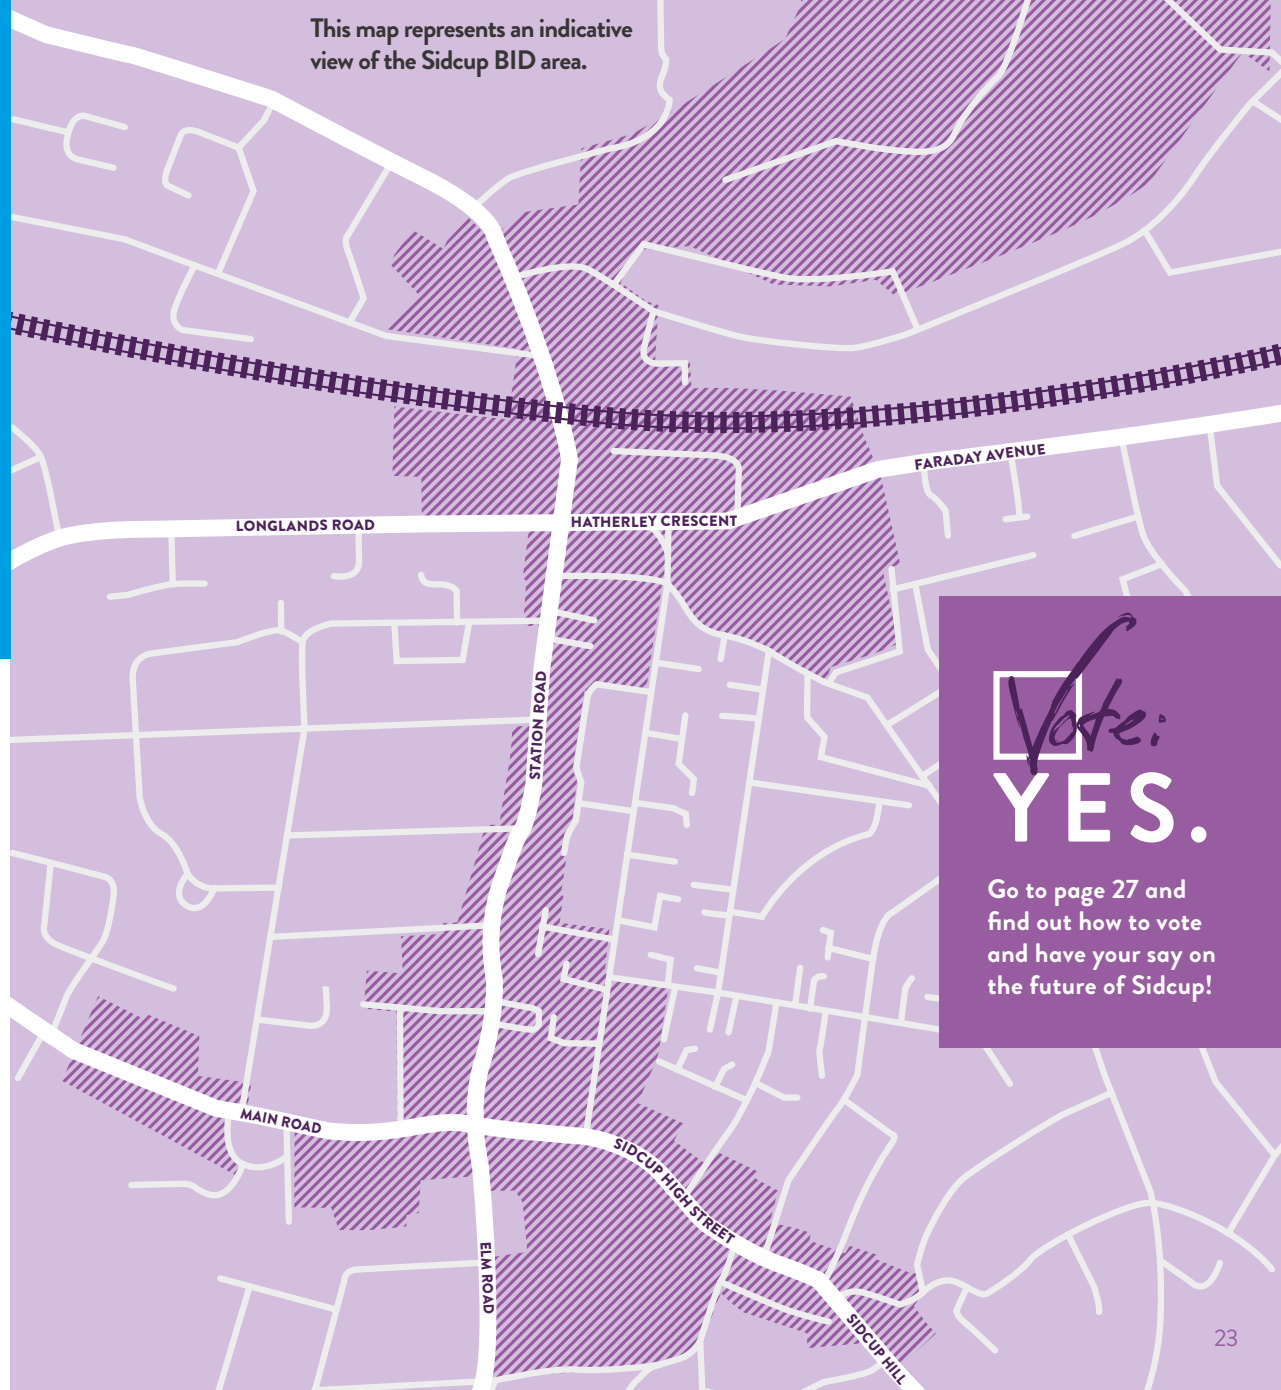 This map represents an indicative
view of the Sidcup BID area.
FARADAY AVENUE
LONGLANDS ROAD
HATHERLEY CRESCENT
STATION ROAD
Vote:
YES.
Go to page 27 and
find out how to vote
and have your say on
the future of Sidcup!
MAIN ROAD
SIDCUP HIGH STREET
ELM ROAD
SIDCUP HILL
23